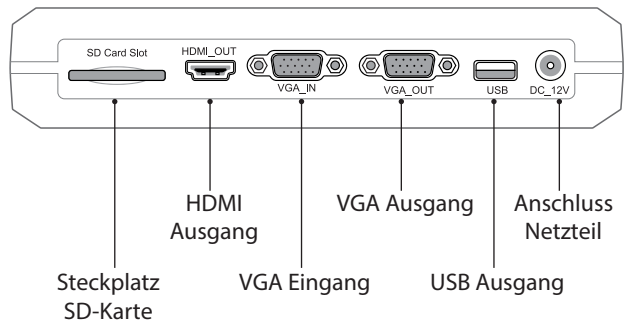 SD Card Slot
HDMI_OUT
VGA_IN
VGA_OUT
USB
DC_12V
HDMI
Ausgang
VGA Ausgang
Anschluss
Netzteil
Steckplatz
SD-Karte
VGA Eingang
USB Ausgang